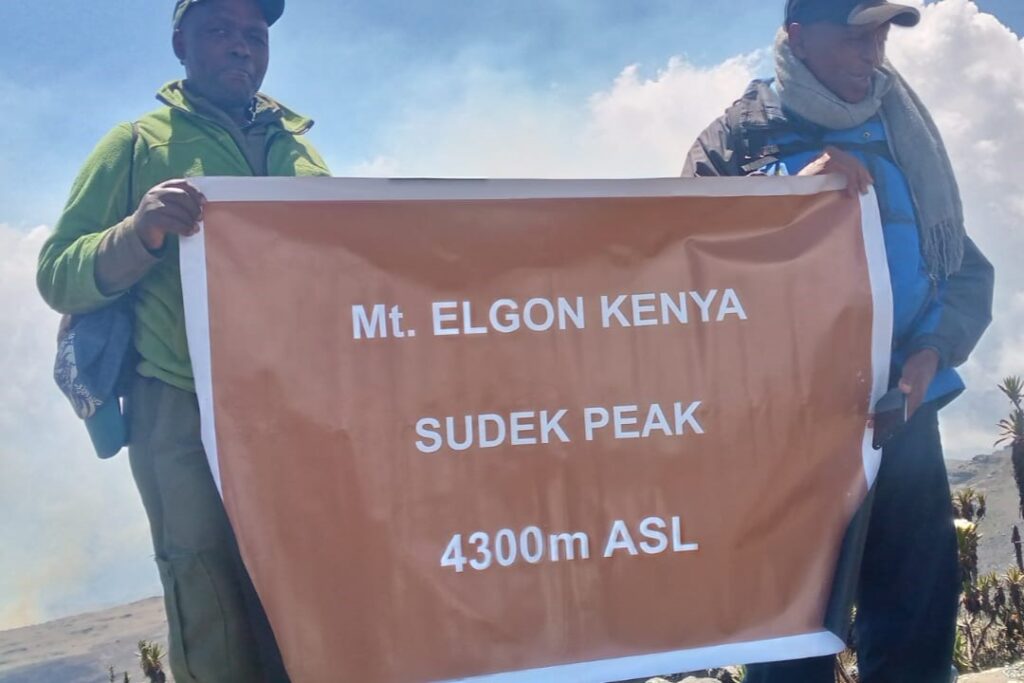 Mt. ELGON KENYA
SUDEK PEAK
4300m ASL